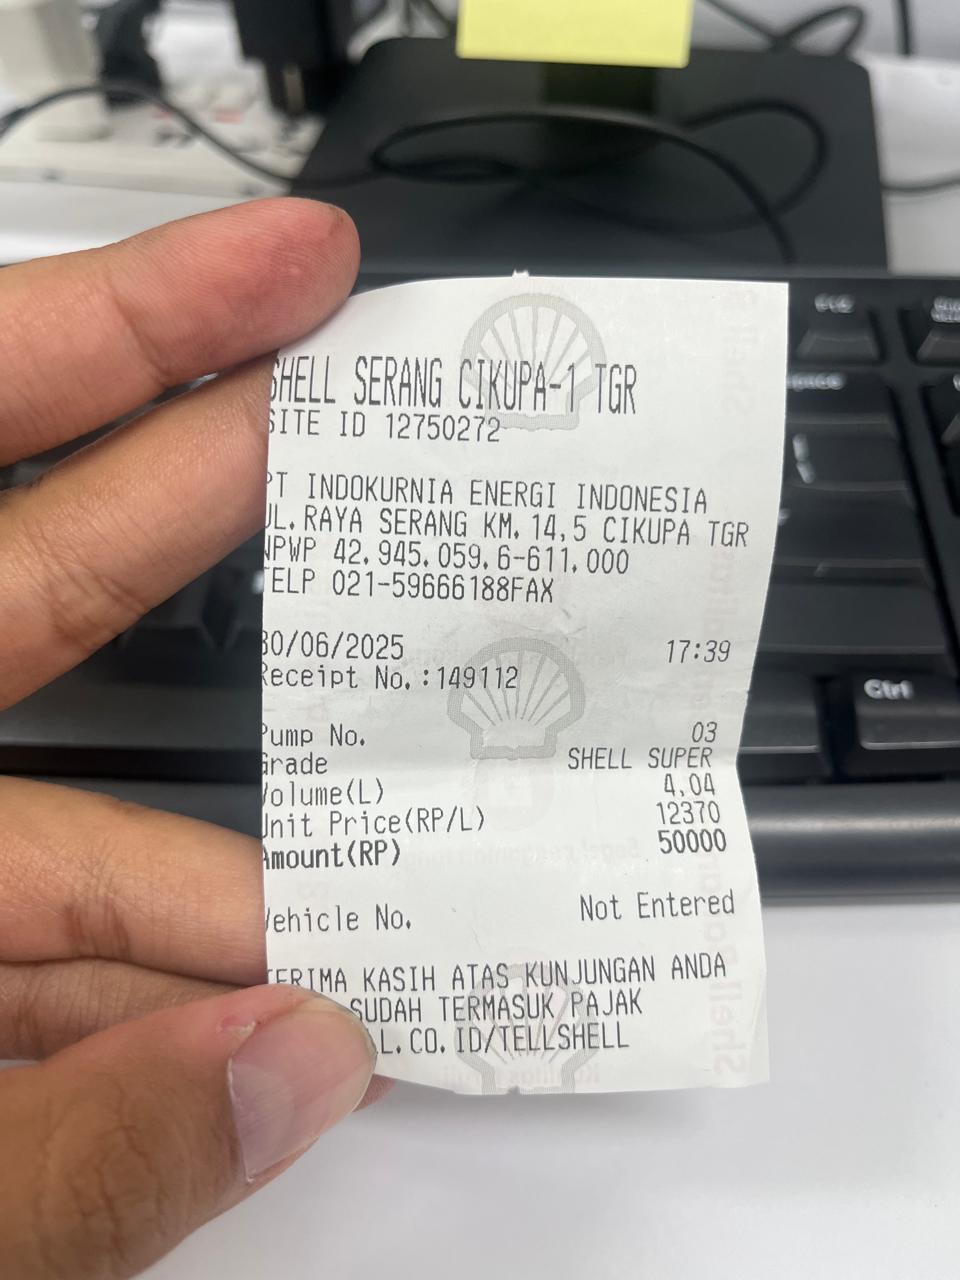 SHELL SERANG CIKUPA-1 TGR
SITE ID 12750272
PT INDOKURNIA ENERGI INDONESIA
JL.RAYA SERANG KM. 14,5 CIKUPA TGR
NPWP 42.945.059.6-611.000
TELP 021-59666188FAX
30/06/2025 17:39
Receipt No.:149112
Pump No. 03
Grade SHELL SUPER
Volume(L) 4,04
Unit Price(RP/L) 12370
Amount(RP) 50000
Vehicle No. Not Entered
TERIMA KASIH ATAS KUNJUNGAN ANDA
SUDAH TERMASUK PAJAK
L.CO.ID/TELLSHELL
Ctrl